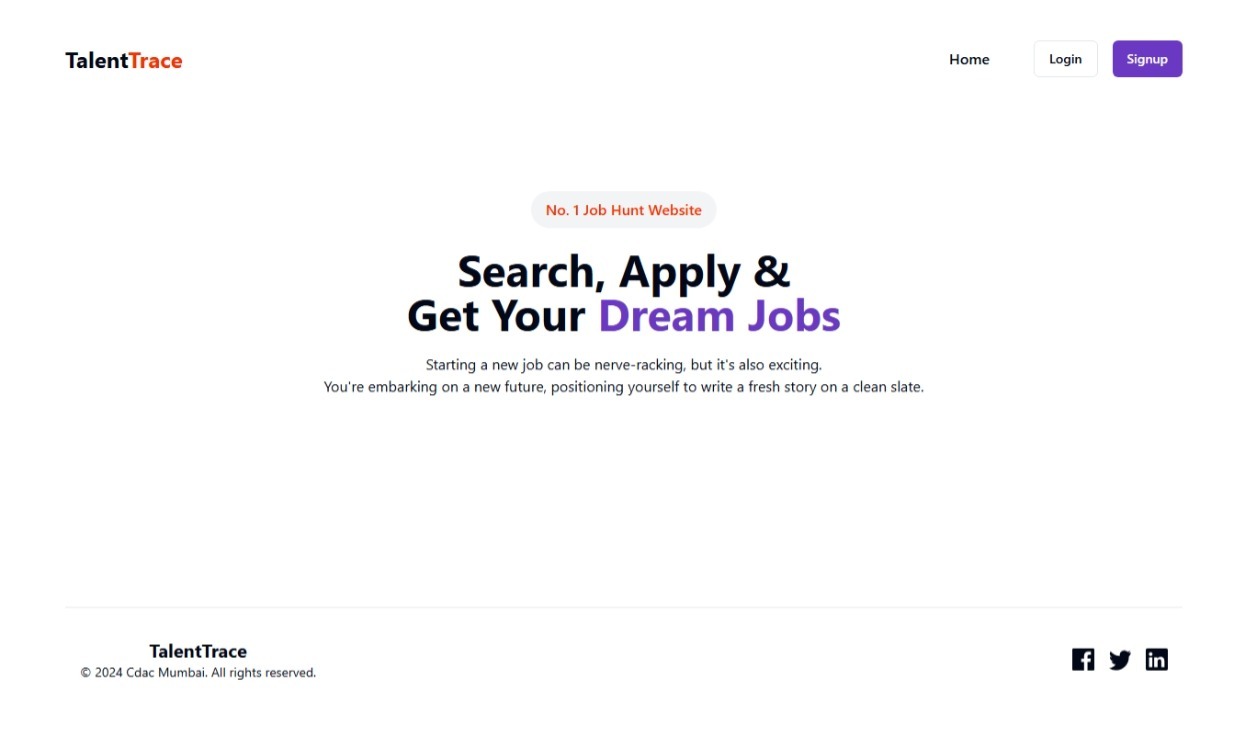 TalentTrace
Home
Login
Signup
No. 1 Job Hunt Website
Search, Apply &
Get Your Dream Jobs
Starting a new job can be nerve-racking, but it's also exciting.
You're embarking on a new future, positioning yourself to write a fresh story on a clean slate.
TalentTrace
© 2024 Cdac Mumbai. All rights reserved.